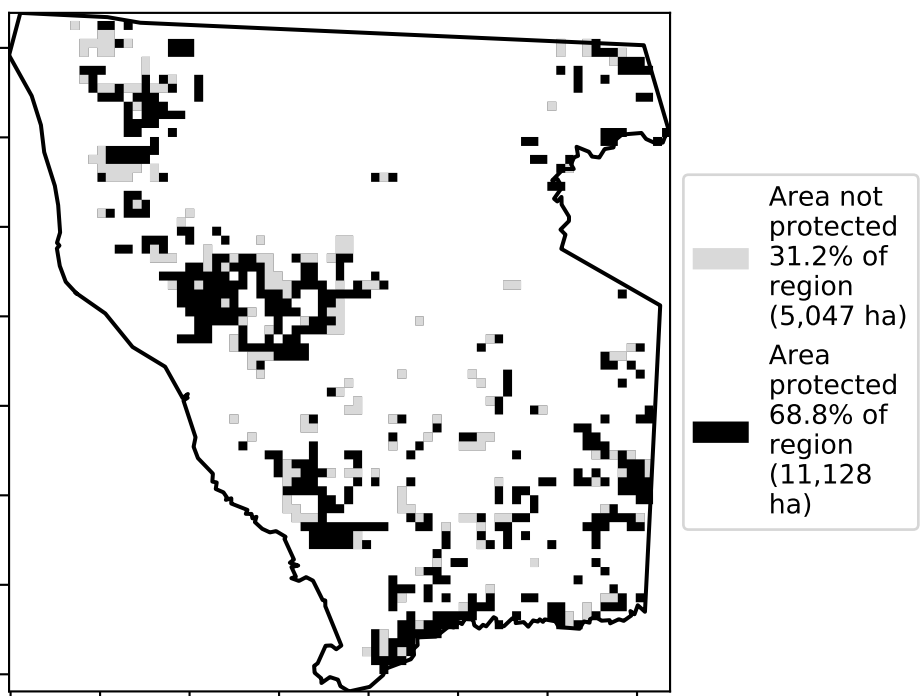 Area not
protected
31.2% of
region
(5,047 ha)
Area
protected
68.8% of
region
(11,128
ha)